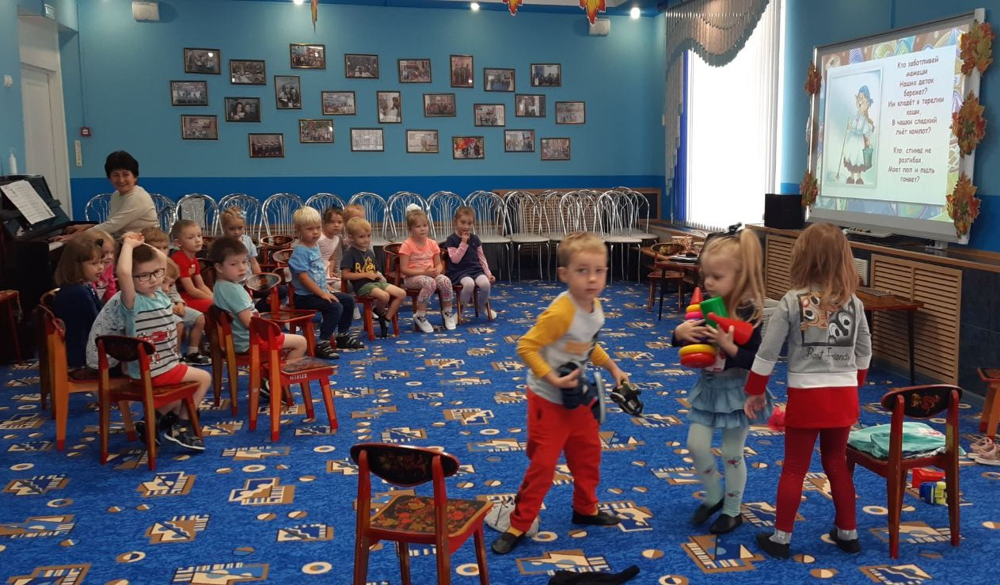 Кто заботливей
мамаши
Наших деток
бережет?
Им кладёт в тарелки
каши,
В чашки сладкий
льёт компот?
Кто, спины не
разгибая,
Моет пол и пыль
гоняет?
Best Friends